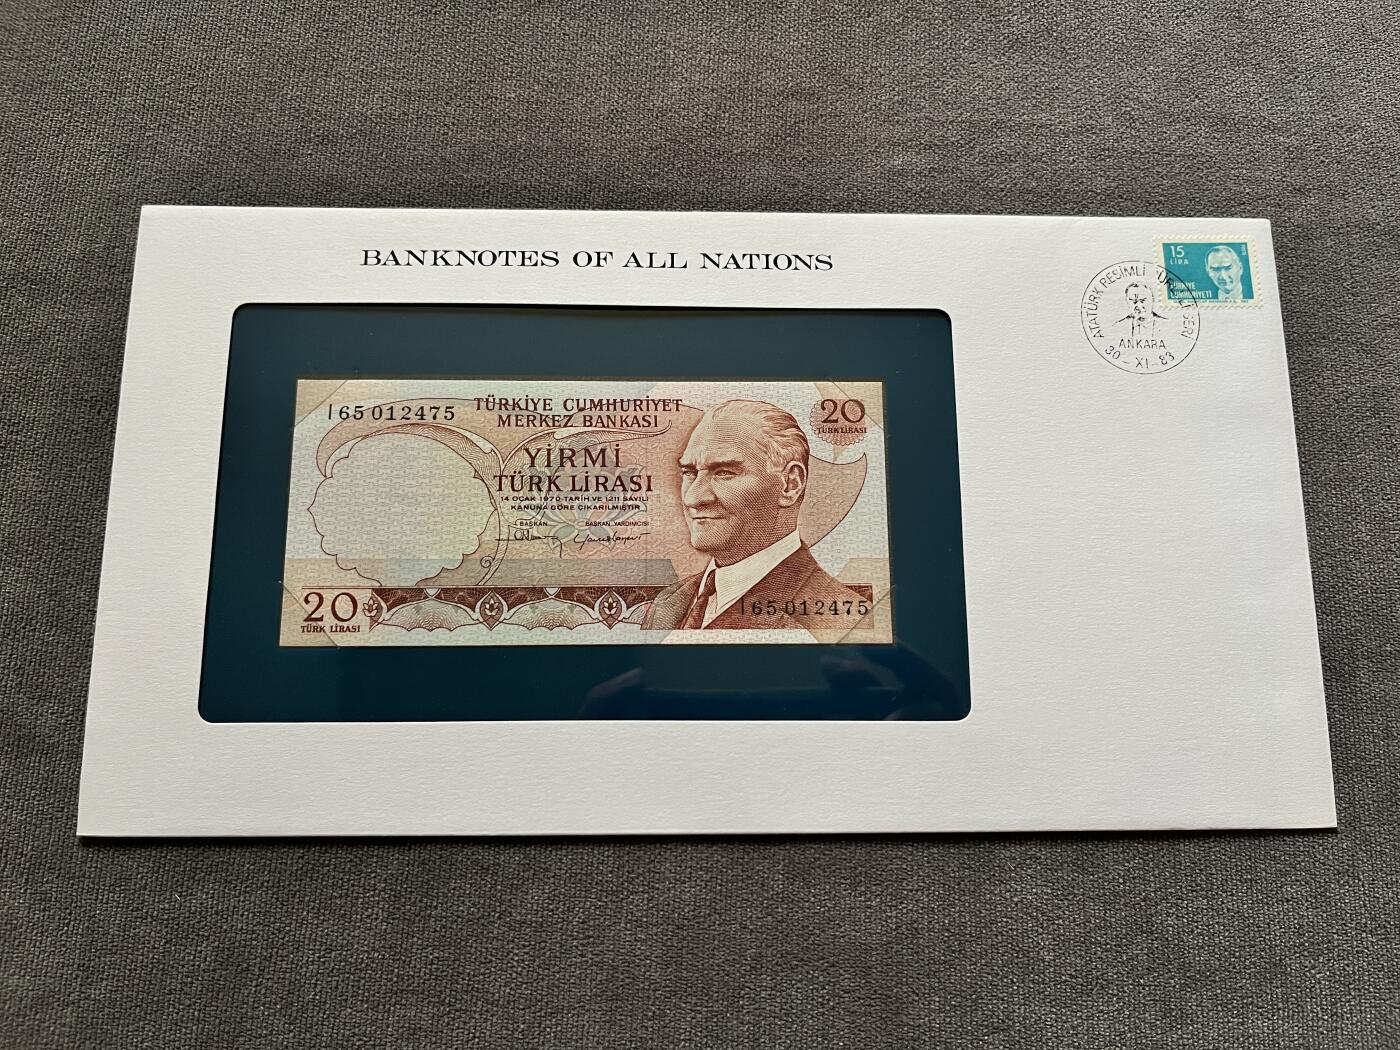 BANKNOTES OF ALL NATIONS
15
LİRA
TÜRKİYE
CUMHURİYETİ
ATATÜRK RESİMLİ
ANKARA
30-XI-83
I65 012475
TÜRKİYE CUMHURİYET
MERKEZ BANKASI
20
TÜRK LİRASI
YİRMİ
TÜRK LİRASI
14 OCAK 1970 TARİH VE 1211 SAYILI
KANUNA GÖRE ÇIKARILMIŞTIR
BAŞKAN BAŞKAN YARDIMCISI
20
TÜRK LİRASI
I65 012475